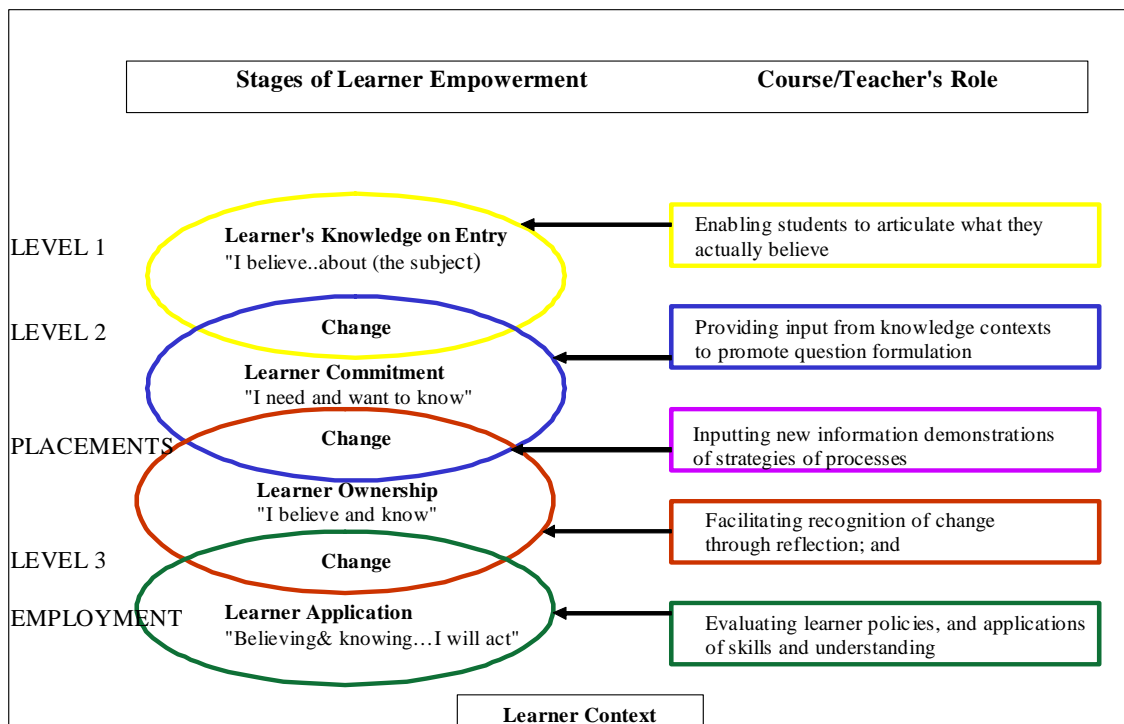 Stages of Learner Empowerment
Course/Teacher's Role
LEVEL 1
Learner's Knowledge on Entry
"I believe..about (the subject)
Enabling students to articulate what they
actually believe
LEVEL 2
Change
Providing input from knowledge contexts
to promote question formulation
Learner Commitment
"I need and want to know"
PLACEMENTS
Change
Inputting new information demonstrations
of strategies of processes
Learner Ownership
"I believe and know"
Facilitating recognition of change
through reflection; and
LEVEL 3
Change
EMPLOYMENT
Learner Application
"Believing& knowing…I will act"
Evaluating learner policies, and applications
of skills and understanding
Learner Context